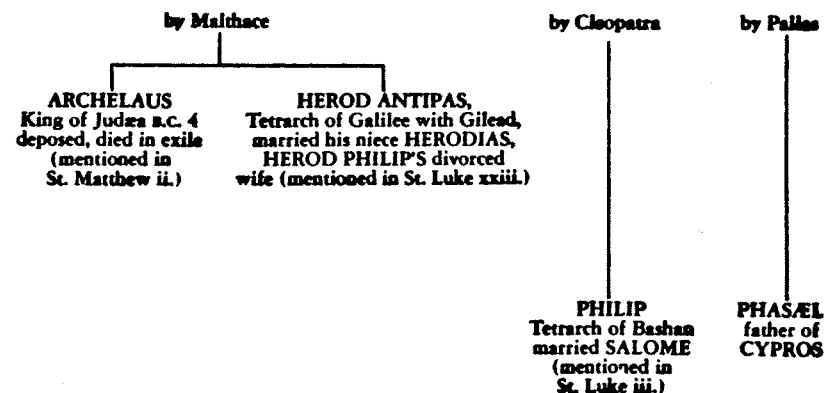 by Malthace
by Cleopatra
by Pallas
ARCHELAUS
King of Judæa B.C. 4
deposed, died in exile
(mentioned in
St. Matthew ii.)
HEROD ANTIPAS,
Tetrarch of Galilee with Gilead,
married his niece HERODIAS,
HEROD PHILIP'S divorced
wife (mentioned in St. Luke xxiii.)
PHILIP
Tetrarch of Bashan
married SALOME
(mentioned in
St. Luke iii.)
PHASÆL
father of
CYPROS